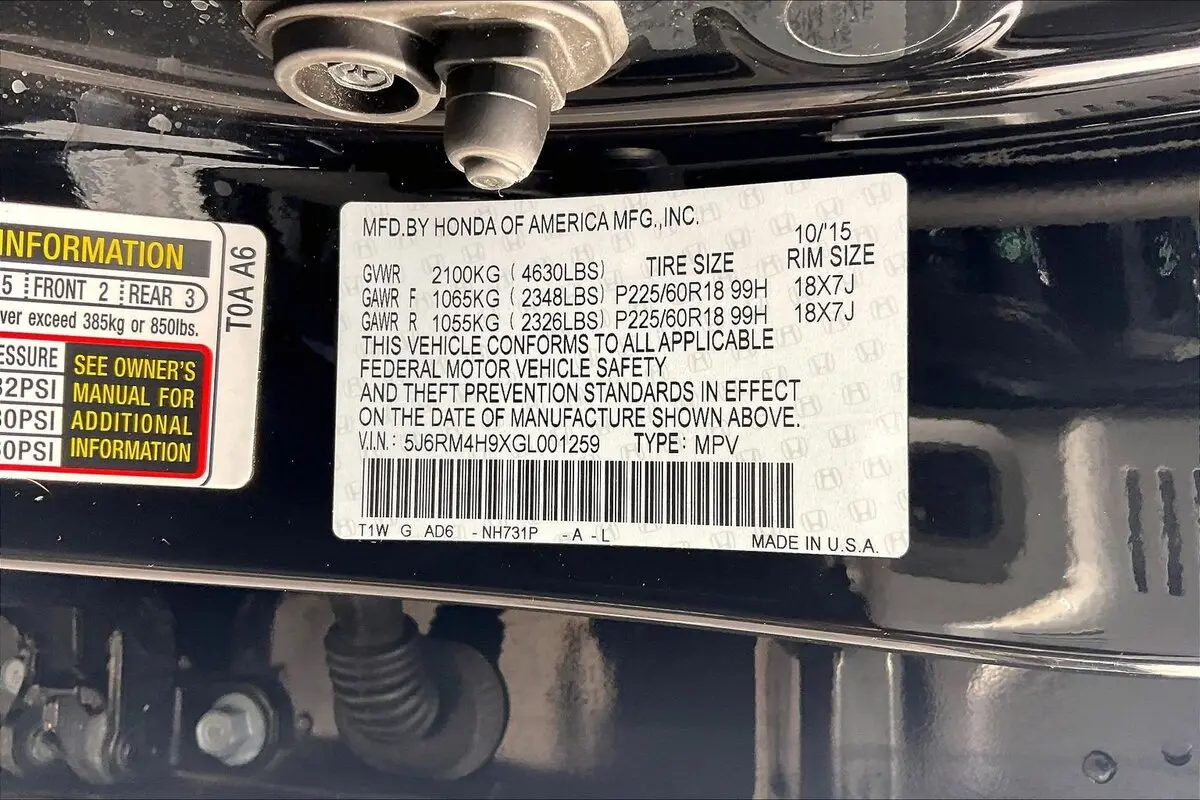 INFORMATION
5 FRONT 2 REAR 3
ver exceed 385kg or 850lbs.
ESSURE
32PSI
30PSI
60PSI
SEE OWNER'S
MANUAL FOR
ADDITIONAL
INFORMATION
T0A A6
MFD.BY HONDA OF AMERICA MFG.,INC.
10/'15
GVWR 2100KG ( 4630LBS) TIRE SIZE RIM SIZE
GAWR F 1065KG ( 2348LBS) P225/60R18 99H 18X7J
GAWR R 1055KG ( 2326LBS) P225/60R18 99H 18X7J
THIS VEHICLE CONFORMS TO ALL APPLICABLE
FEDERAL MOTOR VEHICLE SAFETY
AND THEFT PREVENTION STANDARDS IN EFFECT
ON THE DATE OF MANUFACTURE SHOWN ABOVE.
V.I.N.: 5J6RM4H9XGL001259 TYPE: MPV
T1W G AD6 -NH731P -A -L
MADE IN U.S.A.